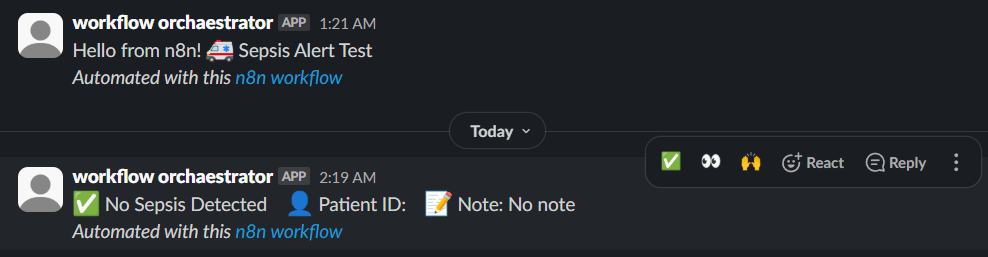 workflow orchaestrator APP 1:21 AM
Hello from n8n! 🚑 Sepsis Alert Test
Automated with this n8n workflow
Today
React Reply
workflow orchaestrator APP 2:19 AM
✅ No Sepsis Detected 👤 Patient ID: 📝 Note: No note
Automated with this n8n workflow